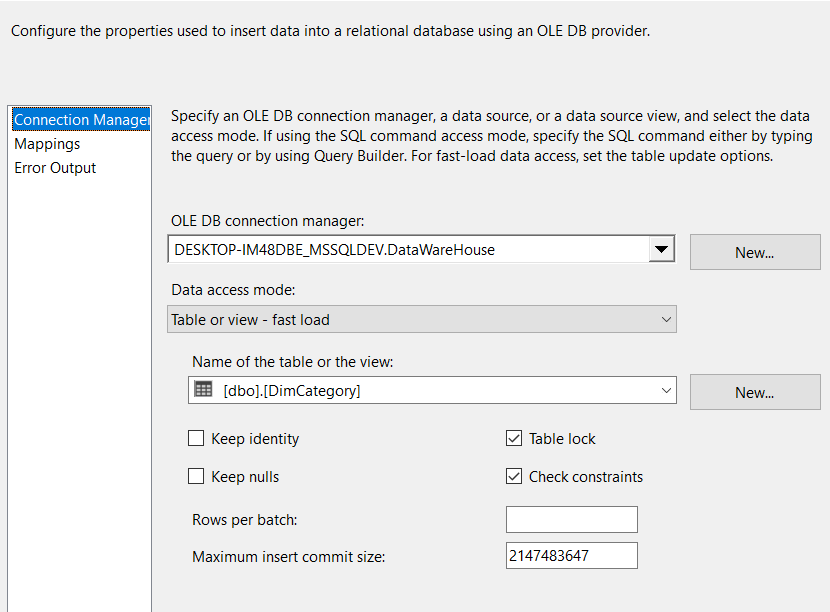 Configure the properties used to insert data into a relational database using an OLE DB provider.
Connection Manager
Mappings
Error Output
Specify an OLE DB connection manager, a data source, or a data source view, and select the data
access mode. If using the SQL command access mode, specify the SQL command either by typing
the query or by using Query Builder. For fast-load data access, set the table update options.
OLE DB connection manager:
DESKTOP-IM48DBE_MSSQLDEV.DataWareHouse
New...
Data access mode:
Table or view - fast load
Name of the table or the view:
[dbo].[DimCategory]
New...
Keep identity
Table lock
Keep nulls
Check constraints
Rows per batch:
Maximum insert commit size:
2147483647